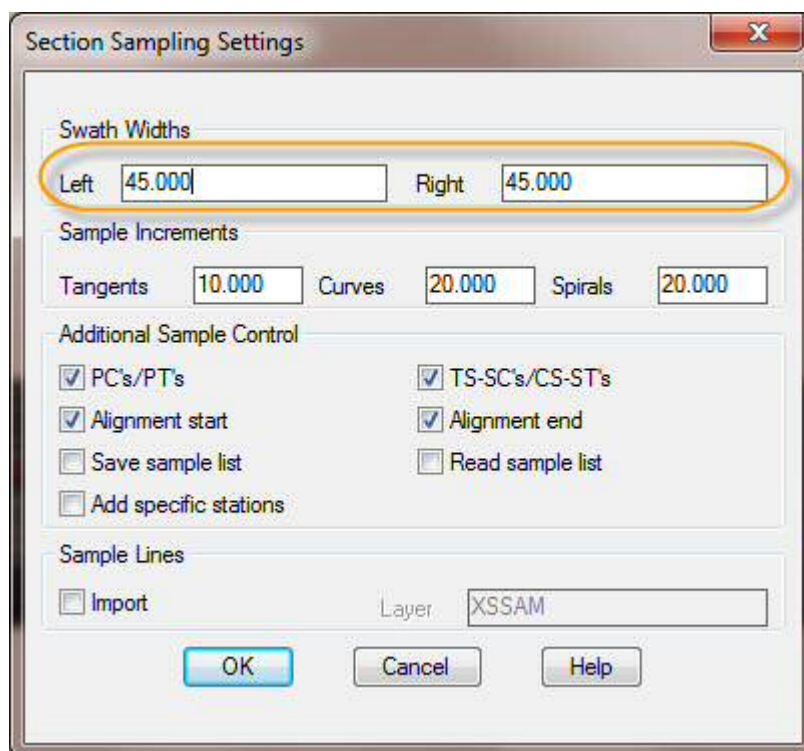 Section Sampling Settings
Swath Widths
Left 45.000 Right 45.000
Sample Increments
Tangents 10.000 Curves 20.000 Spirals 20.000
Additional Sample Control
PC's/PT's TS-SC's/CS-ST's
Alignment start Alignment end
Save sample list Read sample list
Add specific stations
Sample Lines
Import Layer XSSAM
OK Cancel Help